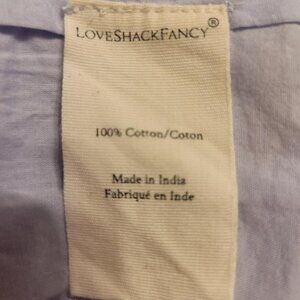 LOVESHACKFANCY®
100% Cotton/Coton
Made in India
Fabriqué en Inde